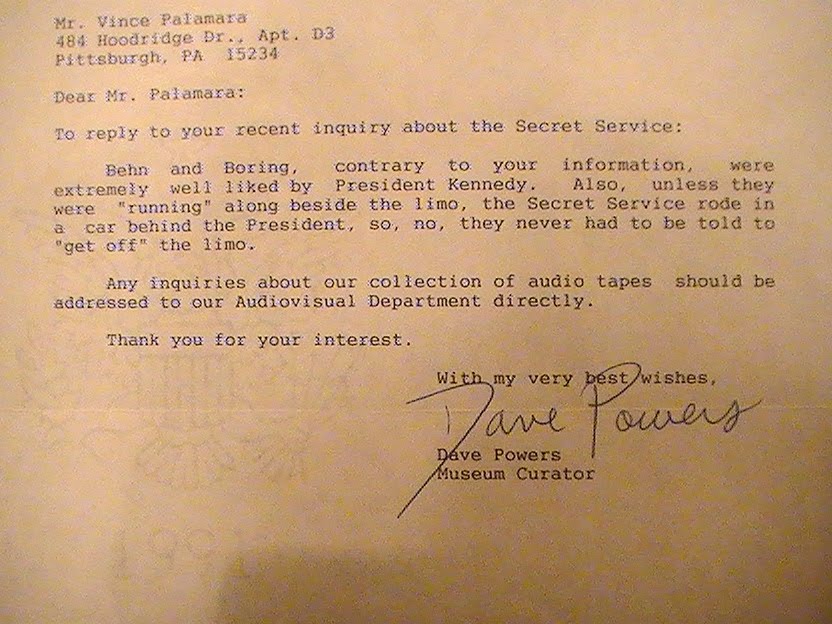 Mr. Vince Palamara
484 Hoodridge Dr., Apt. D3
Pittsburgh, PA 15234
Dear Mr. Palamara:
To reply to your recent inquiry about the Secret Service:
Behn and Boring, contrary to your information, were
extremely well liked by President Kennedy. Also, unless they
were "running" along beside the limo, the Secret Service rode in
a car behind the President, so, no, they never had to be told to
"get off" the limo.
Any inquiries about our collection of audio tapes should be
addressed to our Audiovisual Department directly.
Thank you for your interest.
With my very best wishes,
Dave Powers
Dave Powers
Museum Curator